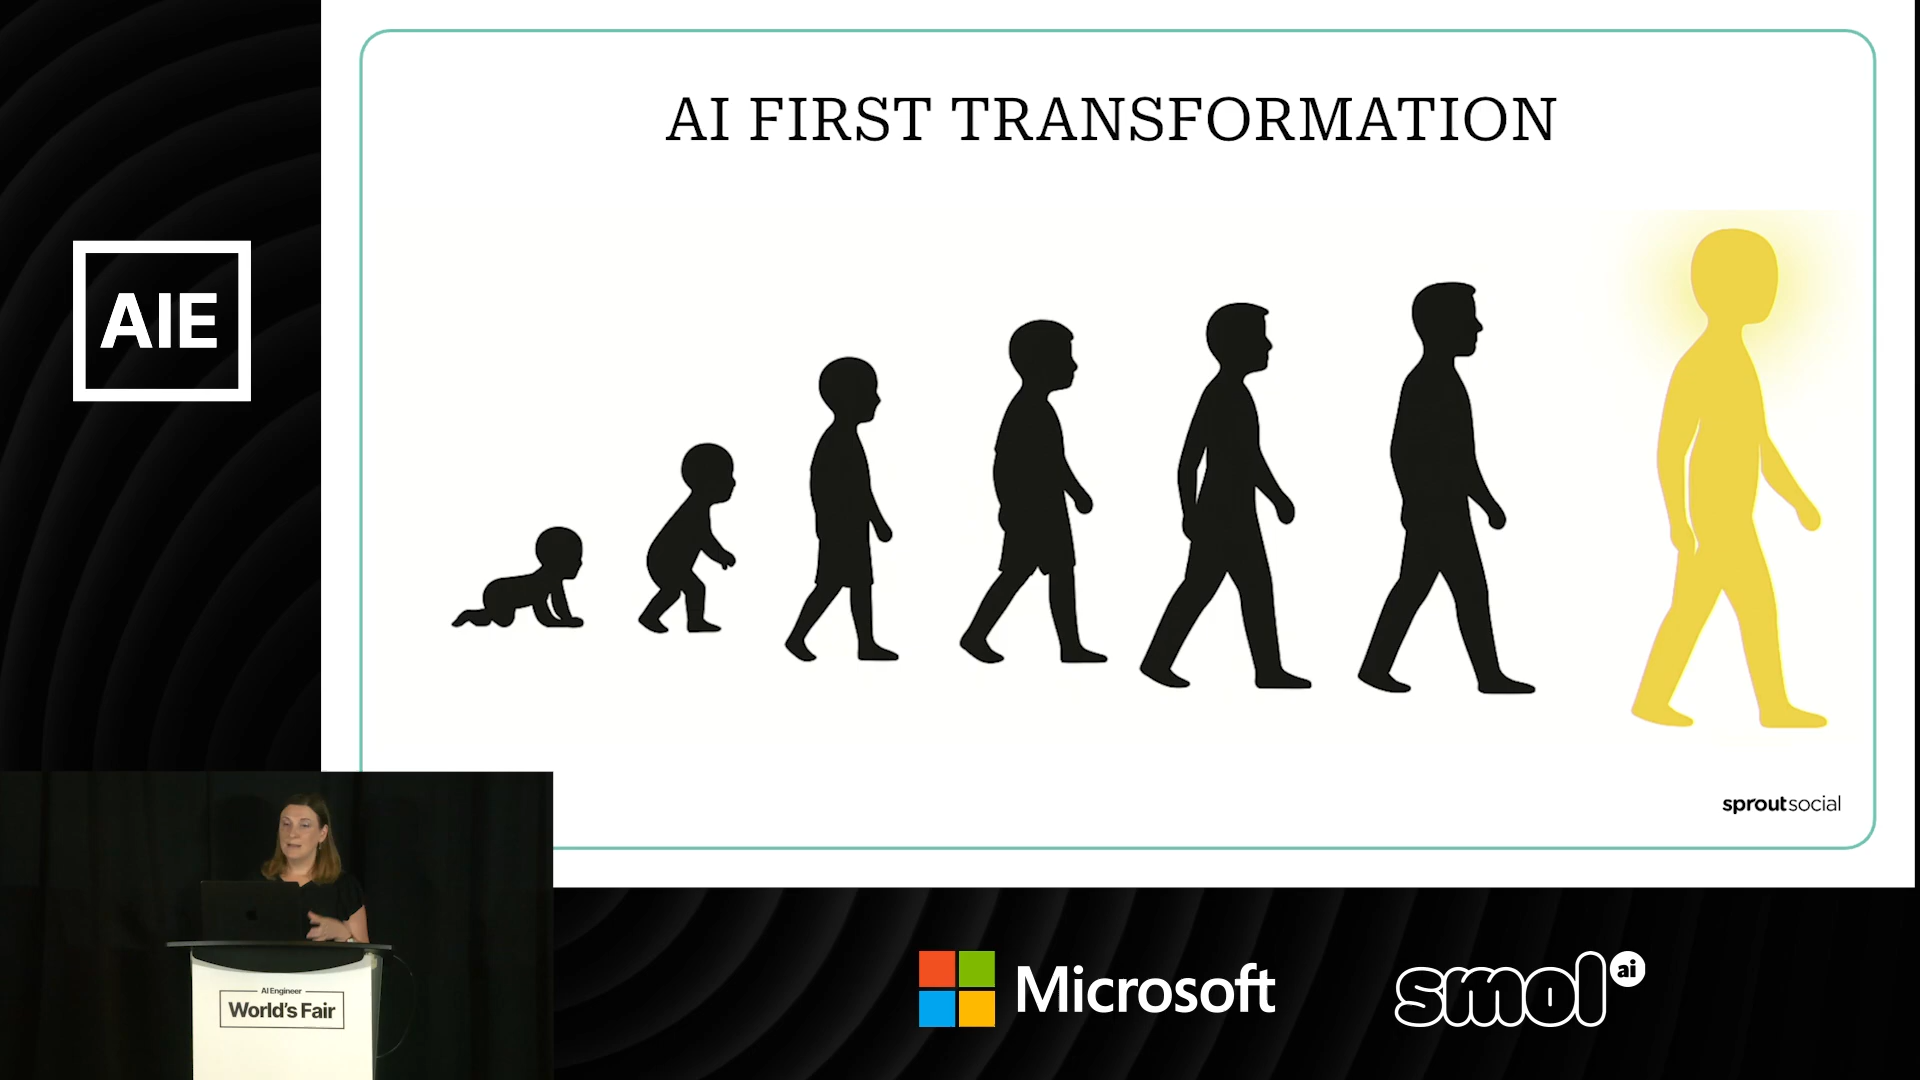 AI FIRST TRANSFORMATION
AIE
sproutsocial
AI Engineer
World's Fair
Microsoft
smol ai